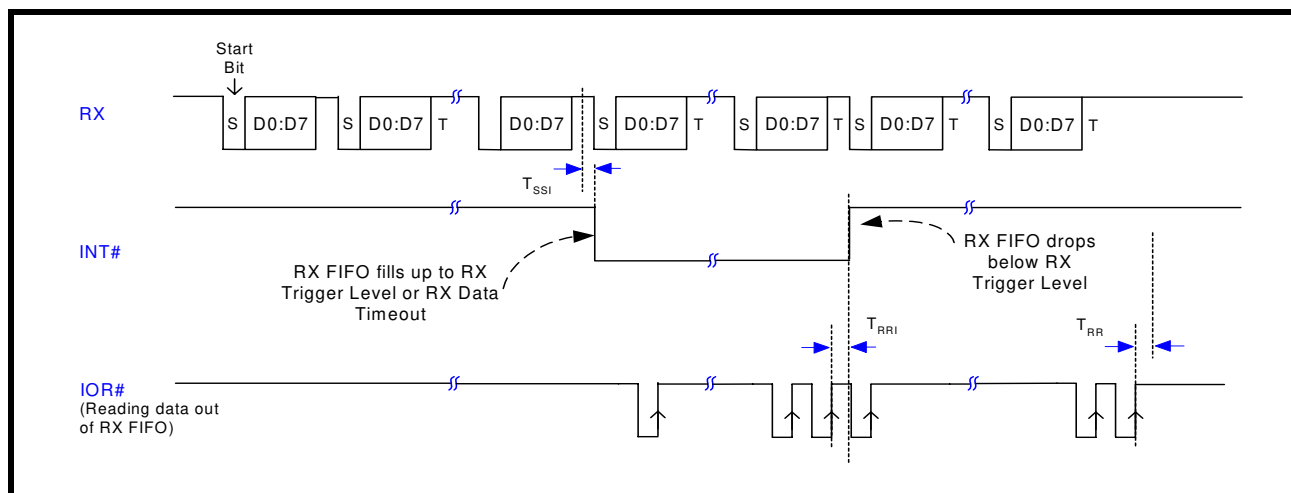 Start
Bit
RX
S D0:D7 S D0:D7 T D0:D7 S D0:D7 T S D0:D7 T S D0:D7 T S D0:D7 T
TSSI
INT#
RX FIFO fills up to RX
Trigger Level or RX Data
Timeout
RX FIFO drops
below RX
Trigger Level
TRRI
TRR
IOR#
(Reading data out
of RX FIFO)